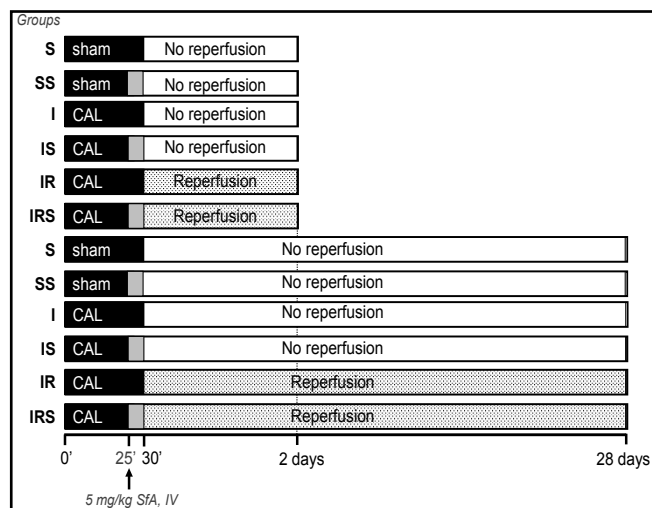 Groups
S sham No reperfusion
SS sham No reperfusion
I CAL No reperfusion
IS CAL No reperfusion
IR CAL Reperfusion
IRS CAL Reperfusion
S sham No reperfusion
SS sham No reperfusion
I CAL No reperfusion
IS CAL No reperfusion
IR CAL Reperfusion
IRS CAL Reperfusion
0' 25' 30' 2 days 28 days
5 mg/kg SfA, IV